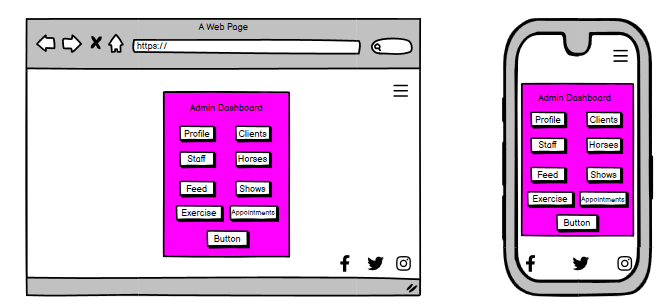 A Web Page
https://
Admin Dashboard
Profile Clients
Staff Horses
Feed Shows
Exercise Appointments
Button
Admin Dashboard
Profile Clients
Staff Horses
Feed Shows
Exercise Appointments
Button